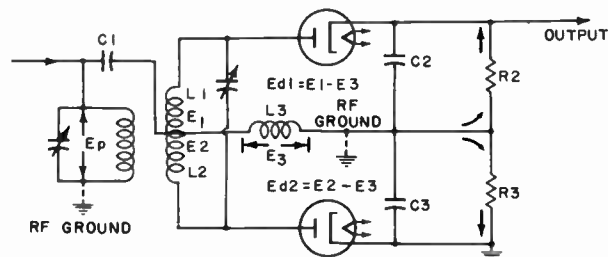 C1
OUTPUT
Ep
L1
E1
E2
L2
Ed1=E1-E3
L3
RF
GROUND
E3
Ed2=E2-E3
C2
R2
C3
R3
RF GROUND